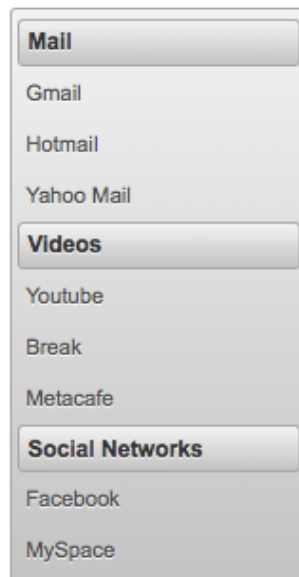 Mail
Gmail
Hotmail
Yahoo Mail
Videos
Youtube
Break
Metacafe
Social Networks
Facebook
MySpace